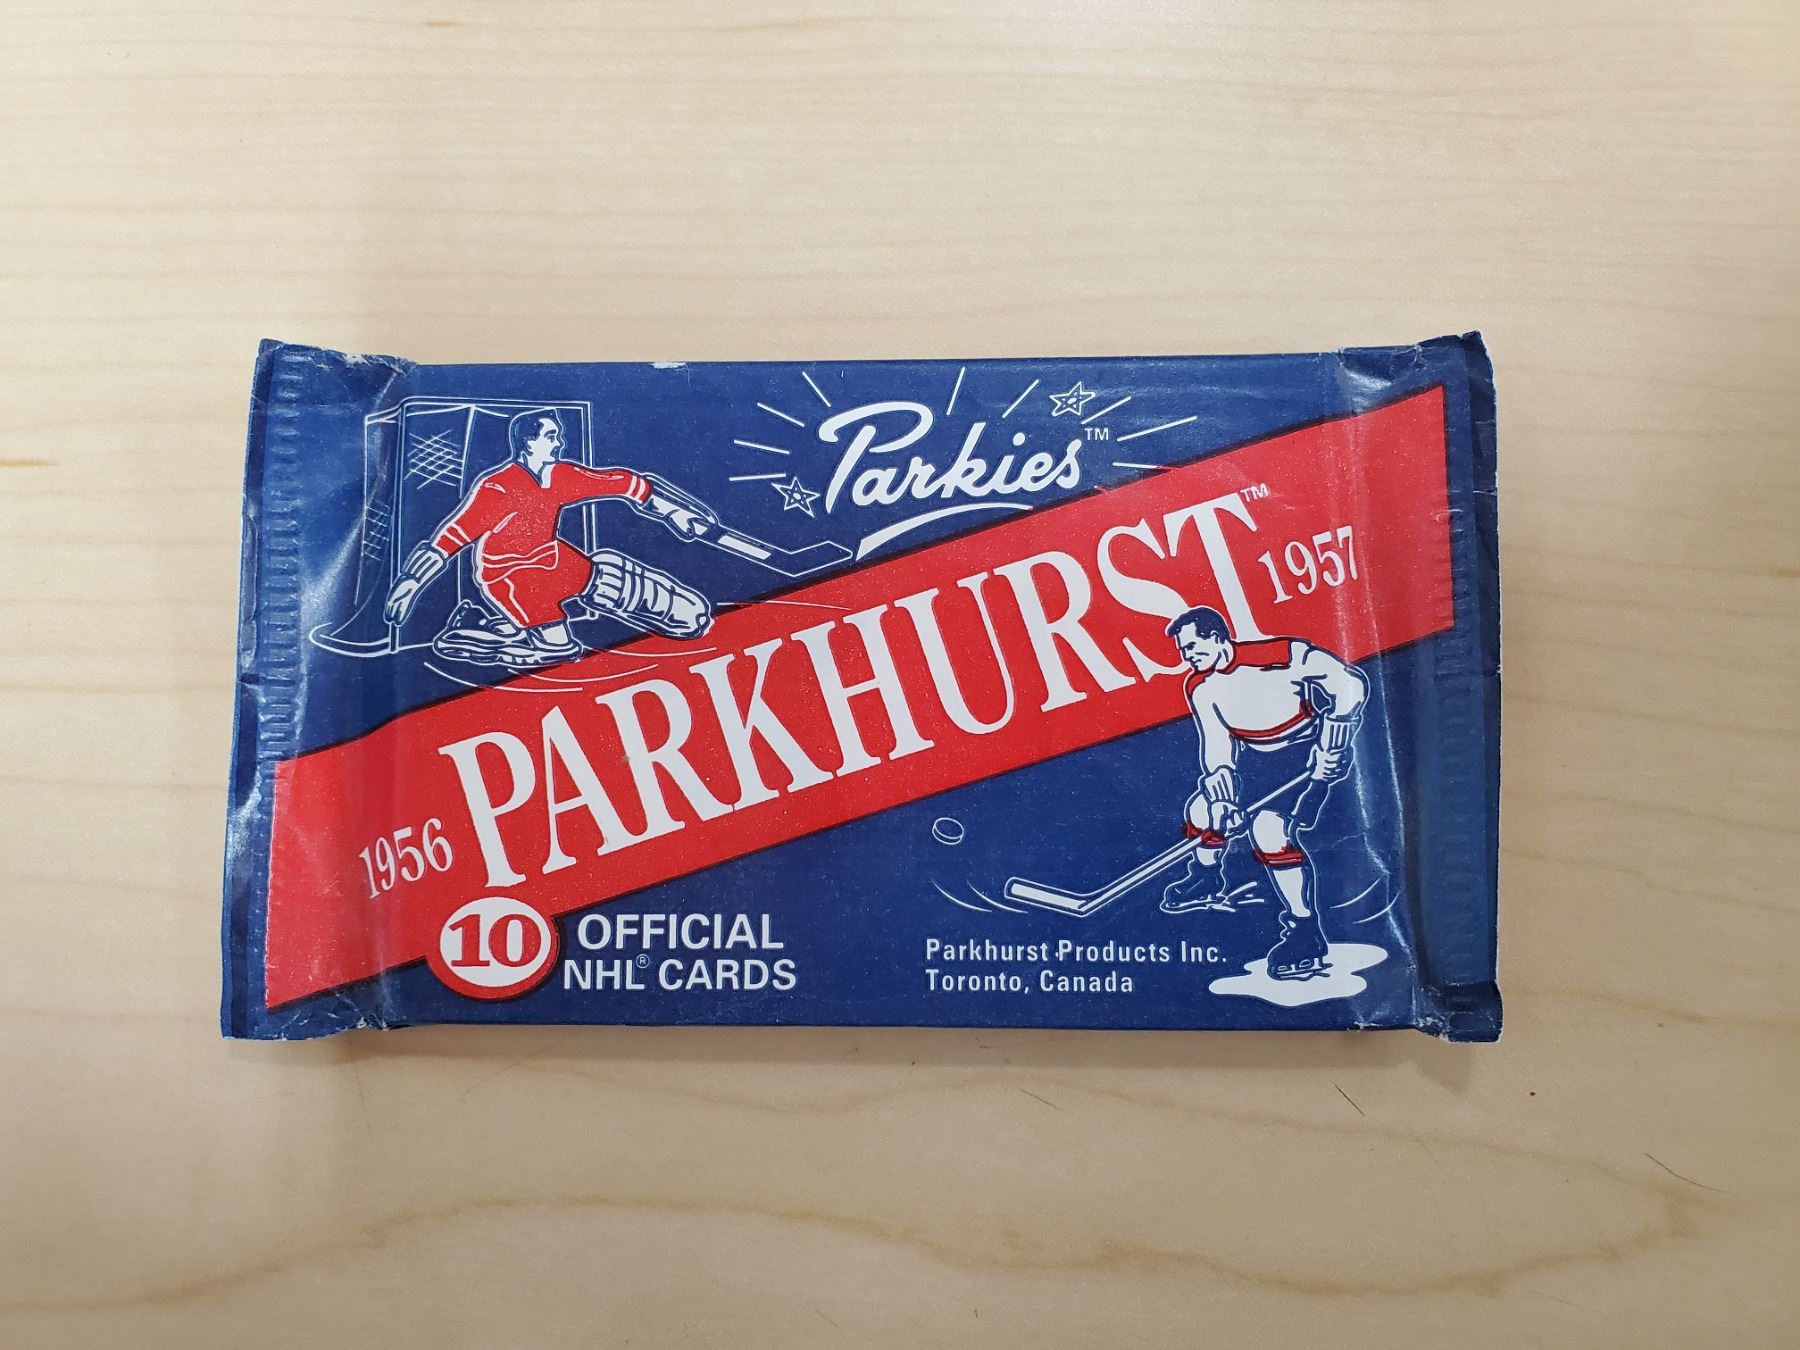 Parkies™
PARKHURST™
1956
1957
10
OFFICIAL
NHL® CARDS
Parkhurst Products Inc.
Toronto, Canada